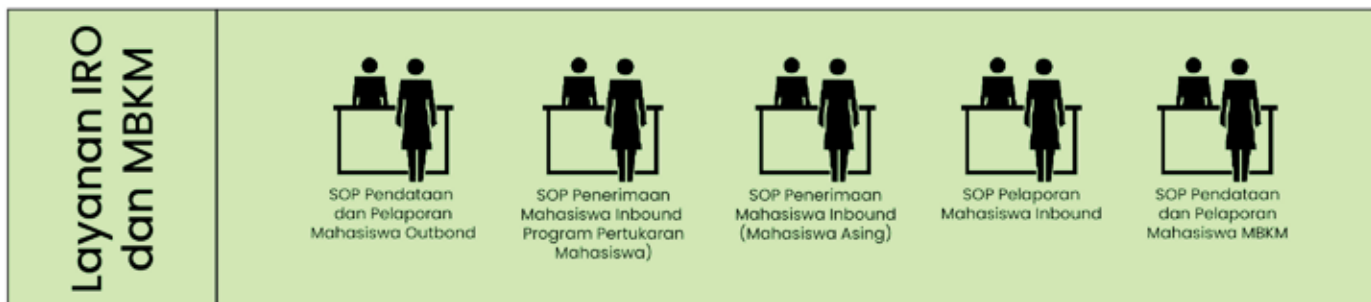 Layanan IRO
dan MBKM
SOP Pendataan
dan Pelaporan
Mahasiswa Outbond
SOP Penerimaan
Mahasiswa Inbound
Program Pertukaran
Mahasiswa)
SOP Penerimaan
Mahasiswa Inbound
(Mahasiswa Asing)
SOP Pelaporan
Mahasiswa Inbound
SOP Pendataan
dan Pelaporan
Mahasiswa MBKM